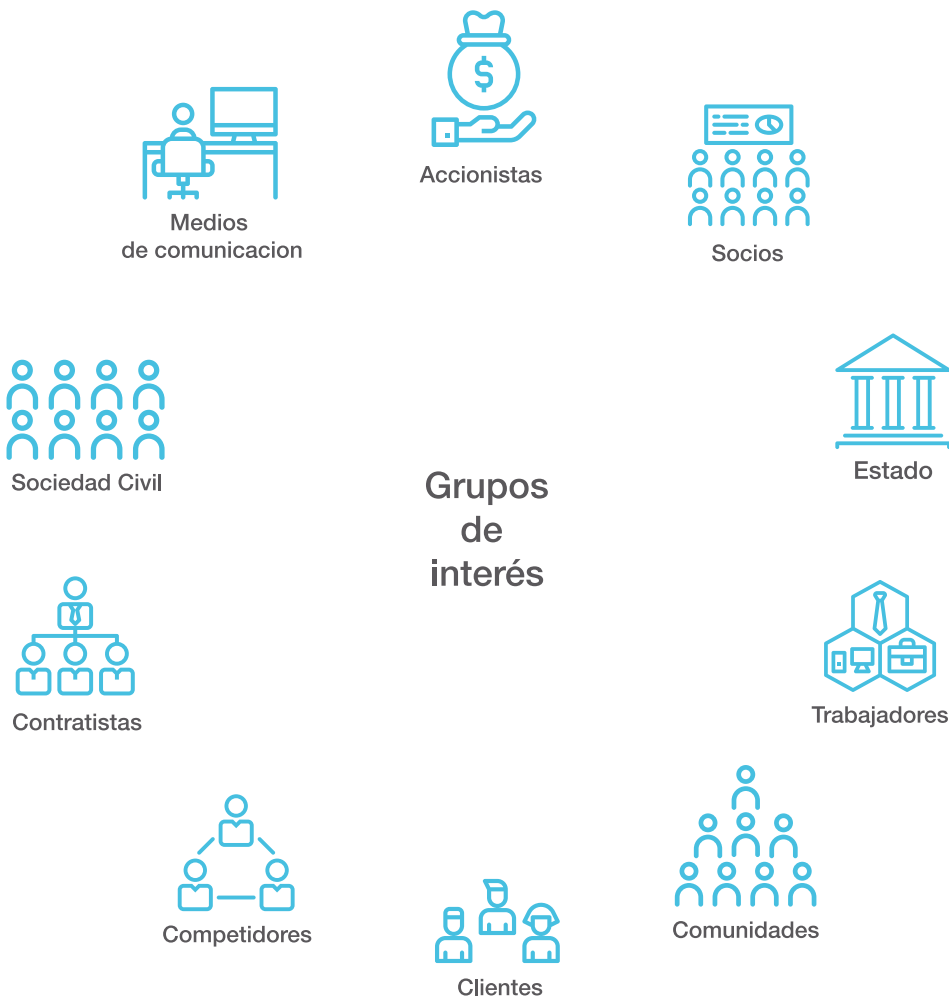 $
Accionistas
Medios
de comunicacion
Socios
Sociedad Civil
Estado
Grupos
de
interés
Contratistas
Trabajadores
Competidores
Comunidades
Clientes